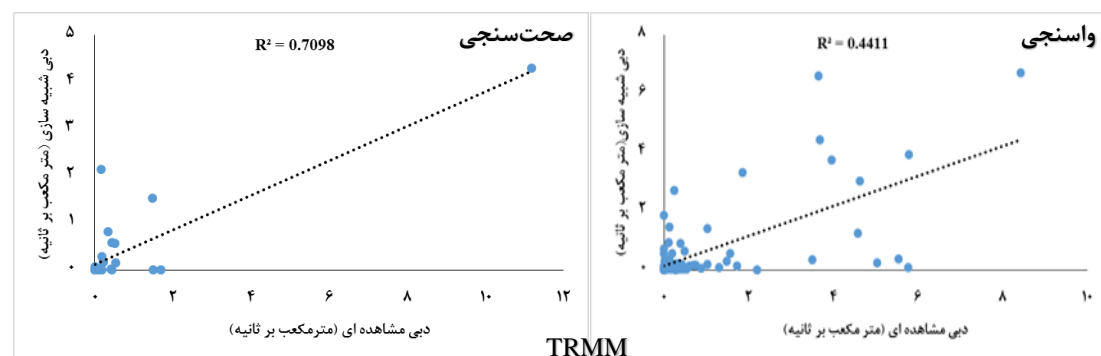 واسنجی
R² = 0.4411
دبی شبیه سازی(متر مکعب بر ثانیه)
۸
۶
۴
۲
۰
۰ ۲ ۴ ۶ ۸ ۱۰
دبی مشاهده ای (متر مکعب بر ثانیه)
صحت‌سنجی
R² = 0.7098
دبی شبیه سازی (متر مکعب بر ثانیه)
۵
۴
۳
۲
۱
۰
۰ ۲ ۴ ۶ ۸ ۱۰ ۱۲
دبی مشاهده ای (مترمکعب بر ثانیه)
TRMM